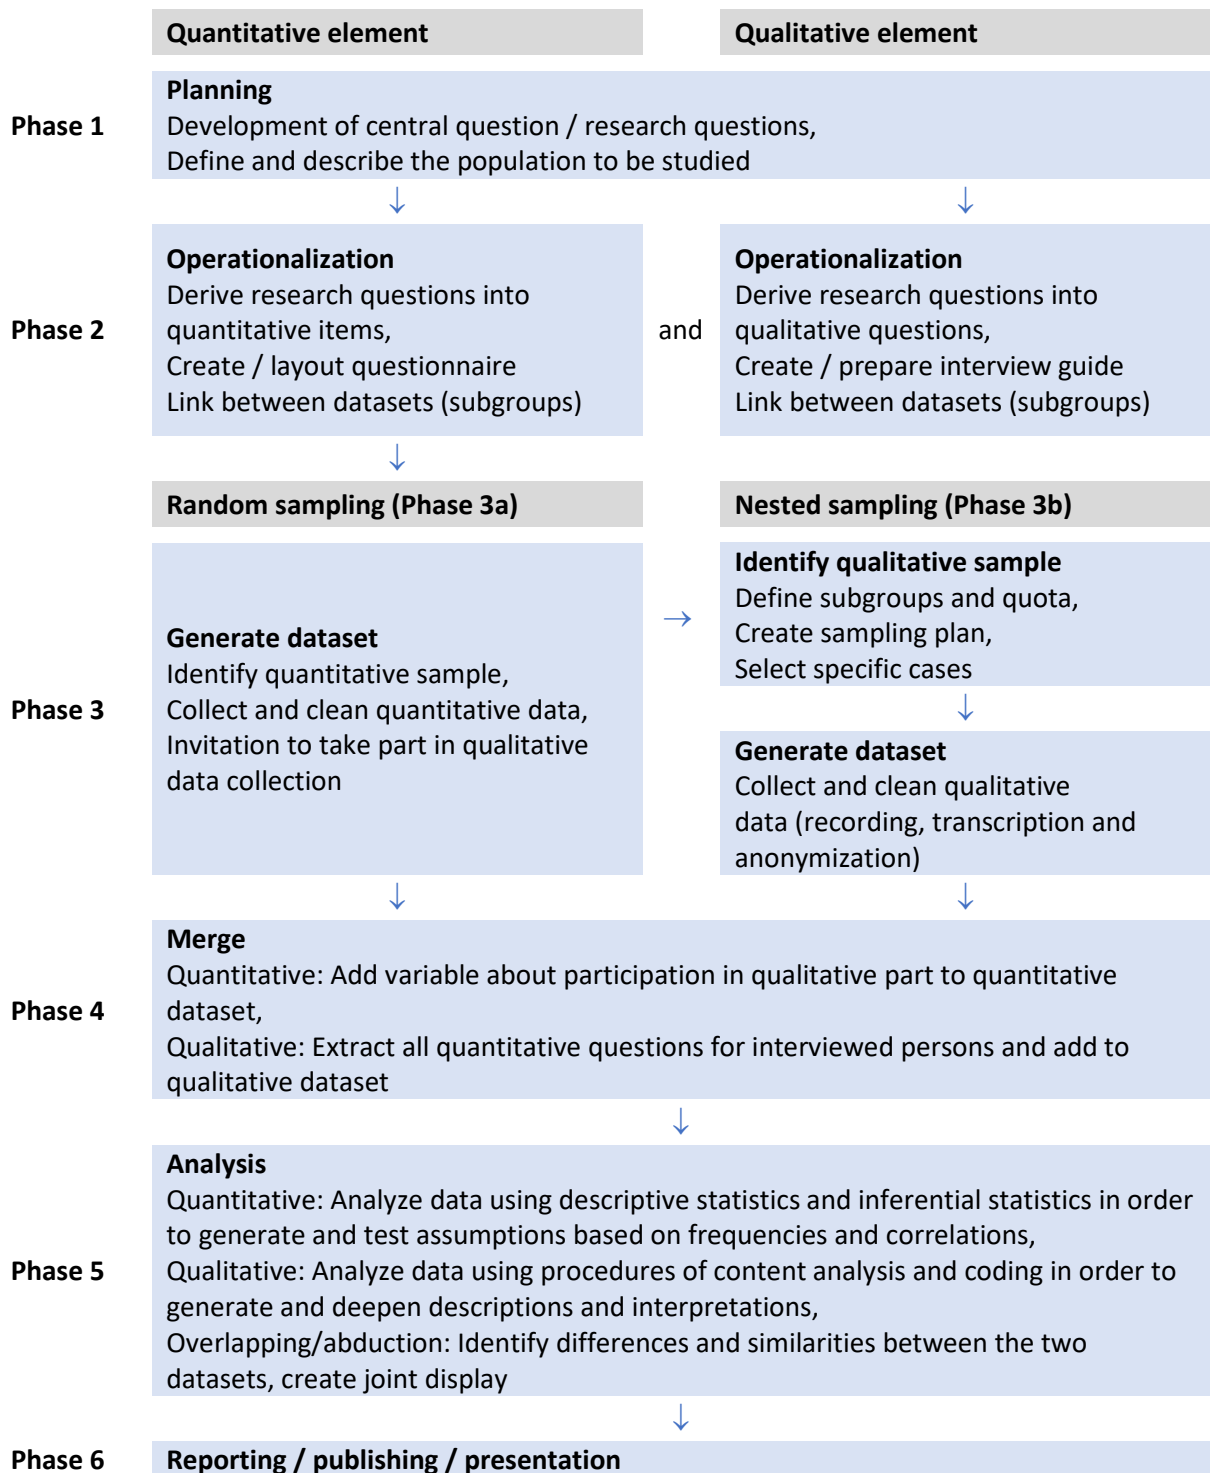 Quantitative element
Qualitative element
Phase 1
Planning
Development of central question / research questions,
Define and describe the population to be studied
↓
↓
Phase 2
Operationalization
Derive research questions into
quantitative items,
Create / layout questionnaire
Link between datasets (subgroups)
and
Operationalization
Derive research questions into
qualitative questions,
Create / prepare interview guide
Link between datasets (subgroups)
↓
Random sampling (Phase 3a)
Nested sampling (Phase 3b)
Phase 3
Generate dataset
Identify quantitative sample,
Collect and clean quantitative data,
Invitation to take part in qualitative
data collection
→
Identify qualitative sample
Define subgroups and quota,
Create sampling plan,
Select specific cases
↓
Generate dataset
Collect and clean qualitative
data (recording, transcription and
anonymization)
↓
↓
Phase 4
Merge
Quantitative: Add variable about participation in qualitative part to quantitative
dataset,
Qualitative: Extract all quantitative questions for interviewed persons and add to
qualitative dataset
↓
Phase 5
Analysis
Quantitative: Analyze data using descriptive statistics and inferential statistics in order
to generate and test assumptions based on frequencies and correlations,
Qualitative: Analyze data using procedures of content analysis and coding in order to
generate and deepen descriptions and interpretations,
Overlapping/abduction: Identify differences and similarities between the two
datasets, create joint display
↓
Phase 6
Reporting / publishing / presentation